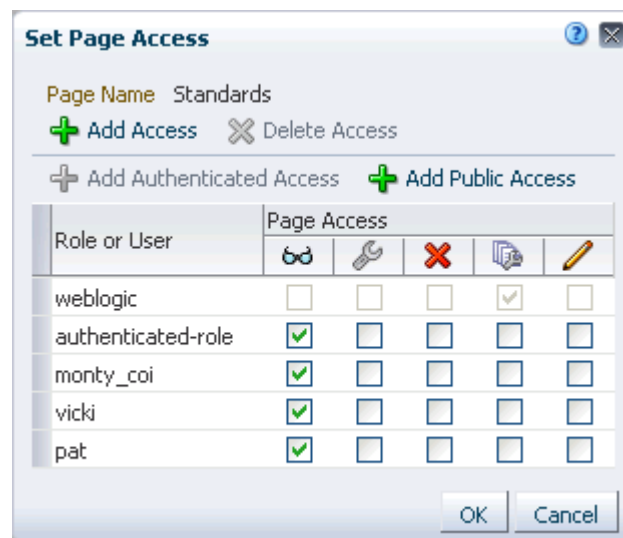 Set Page Access
Page Name Standards
Add Access Delete Access
Add Authenticated Access Add Public Access
Role or User
Page Access
weblogic
authenticated-role
monty_coi
vicki
pat
OK Cancel